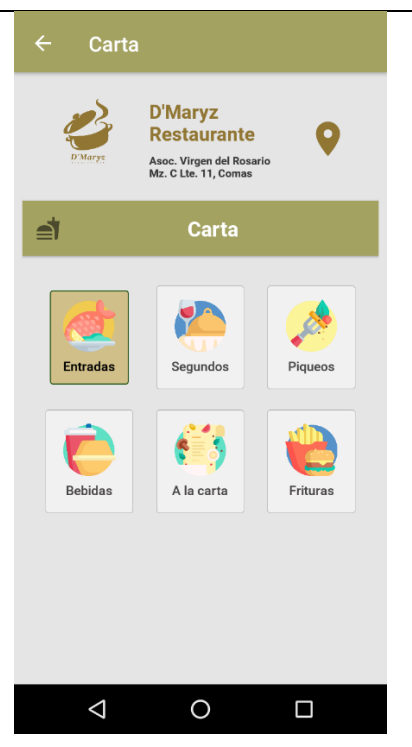 Carta
D'Maryz
Restaurante
Asoc. Virgen del Rosario
Mz. C Lte. 11, Comas
D'Maryz
Carta
Entradas
Segundos
Piqueos
Bebidas
A la carta
Frituras